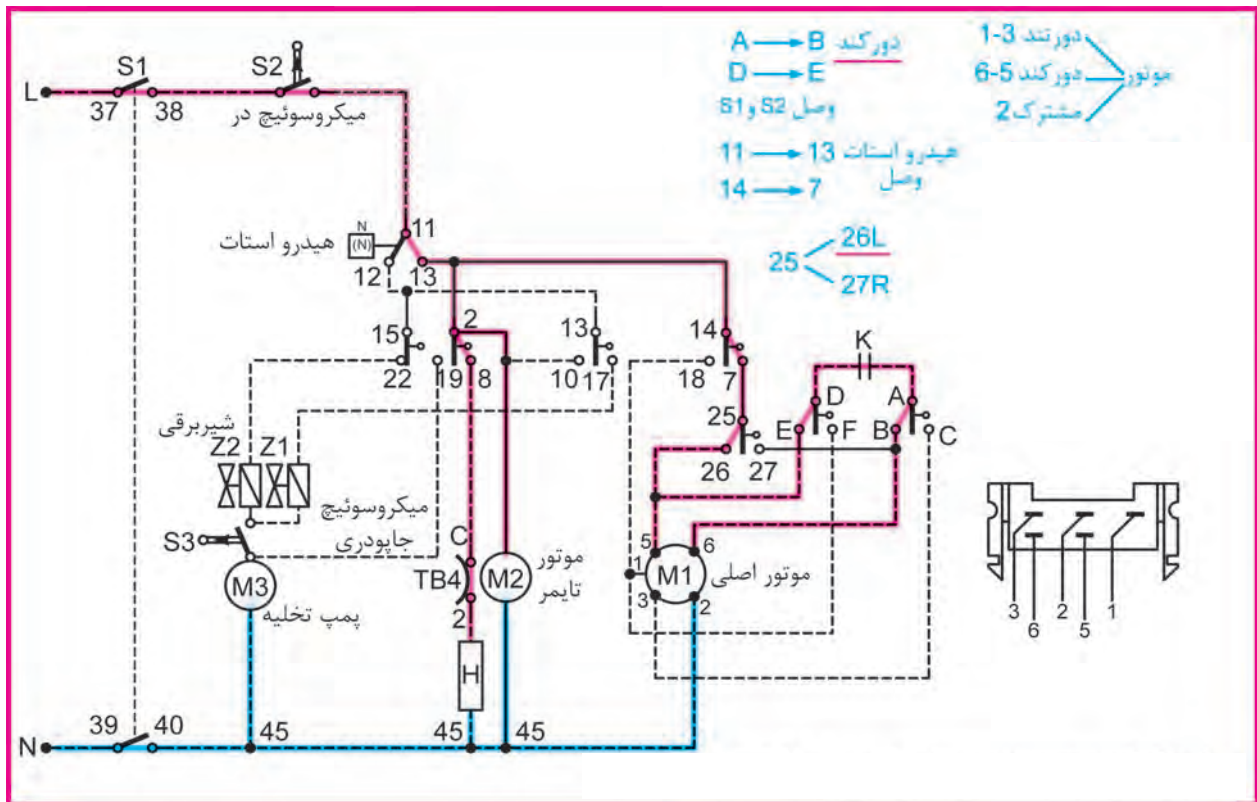 S1
S2
L
37
38
میکروسوئیچ در
A → B دور کند
D → E
وصل S2 و S1
11 → 13 هیدرو استات
وصل
14 → 7
25
26L
27R
دورتند 1-3
دورکند 6-5
مشترک 2
موتور
N
(N)
هیدرو استات
11
12
13
15
2
13
14
K
22
19
8
10
17
18
7
D
A
25
E
F
B
C
26
27
شیربرقی
Z2
Z1
میکروسوئیچ
جاپودری
S3
M3
پمپ تخلیه
C
TB4
2
M2
موتور
تایمر
H
5
6
1
M1
موتور اصلی
3
2
3
6
2
5
1
N
39
40
45
45
45